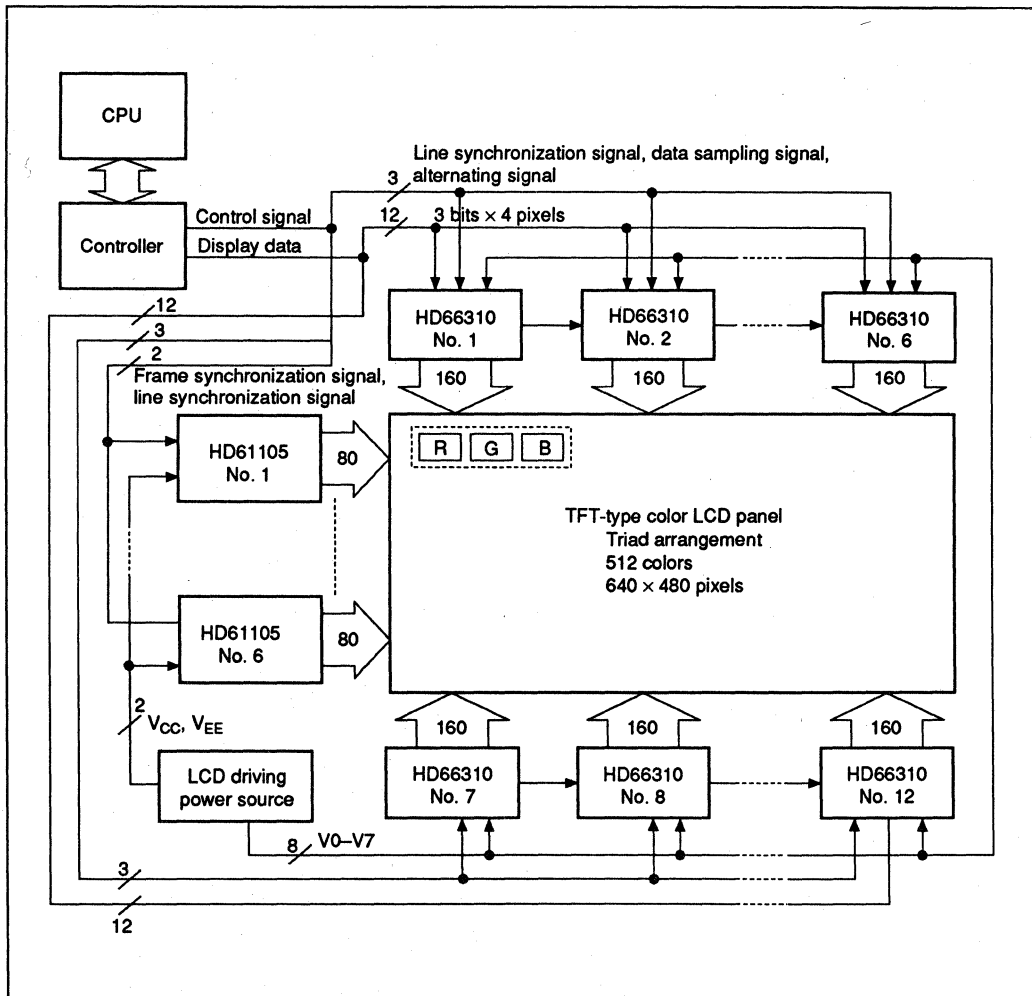 CPU
Line synchronization signal, data sampling signal,
alternating signal
3
Control signal
12
3 bits × 4 pixels
Controller
Display data
12
3
2
HD66310
No. 1
HD66310
No. 2
HD66310
No. 6
Frame synchronization signal,
line synchronization signal
160
160
160
HD61105
No. 1
80
R
G
B
TFT-type color LCD panel
Triad arrangement
512 colors
640 × 480 pixels
HD61105
No. 6
80
2
VCC, VEE
160
160
160
LCD driving
power source
HD66310
No. 7
HD66310
No. 8
HD66310
No. 12
8
V0–V7
3
12